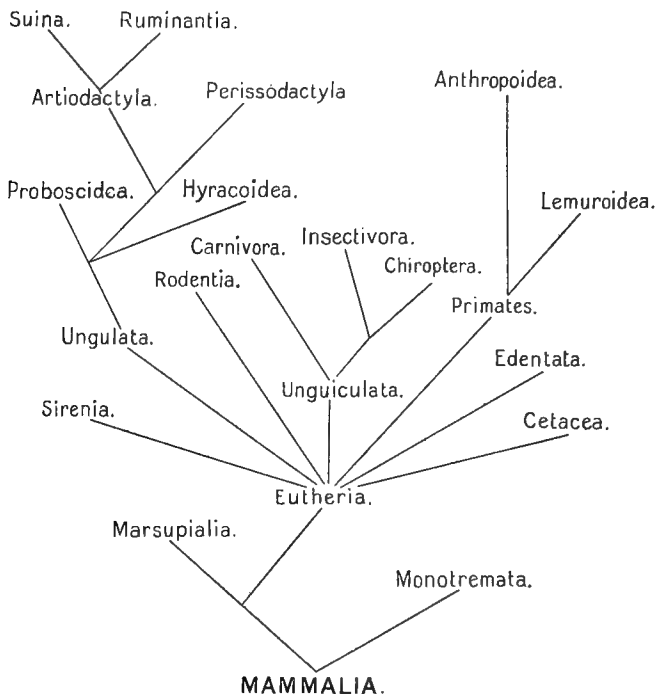 Suina.
Ruminantia.
Artiodactyla.
Perissodactyla
Anthropoidea.
Proboscidea.
Hyracoidea.
Lemuroidea.
Carnivora.
Insectivora.
Chiroptera.
Rodentia.
Primates.
Ungulata.
Edentata.
Unguiculata.
Sirenia.
Cetacea.
Eutheria.
Marsupialia.
Monotremata.
MAMMALIA.